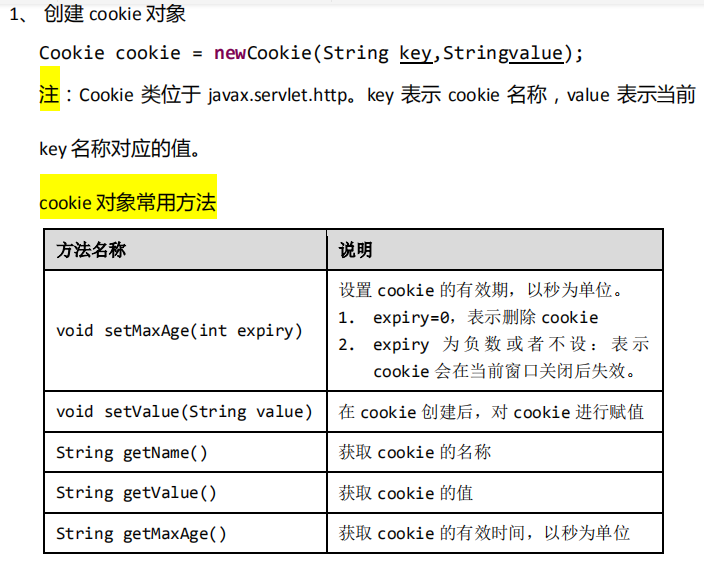 1、 创建 cookie 对象
Cookie cookie = newCookie(String key,Stringvalue);
注：Cookie 类位于 javax.servlet.http。key 表示 cookie 名称，value 表示当前
key 名称对应的值。
cookie 对象常用方法
方法名称 说明
void setMaxAge(int expiry) 设置 cookie 的有效期，以秒为单位。
1. expiry=0，表示删除 cookie
2. expiry 为负数或者不设：表示
cookie 会在当前窗口关闭后失效。
void setValue(String value) 在 cookie 创建后，对 cookie 进行赋值
String getName() 获取 cookie 的名称
String getValue() 获取 cookie 的值
String getMaxAge() 获取 cookie 的有效时间，以秒为单位